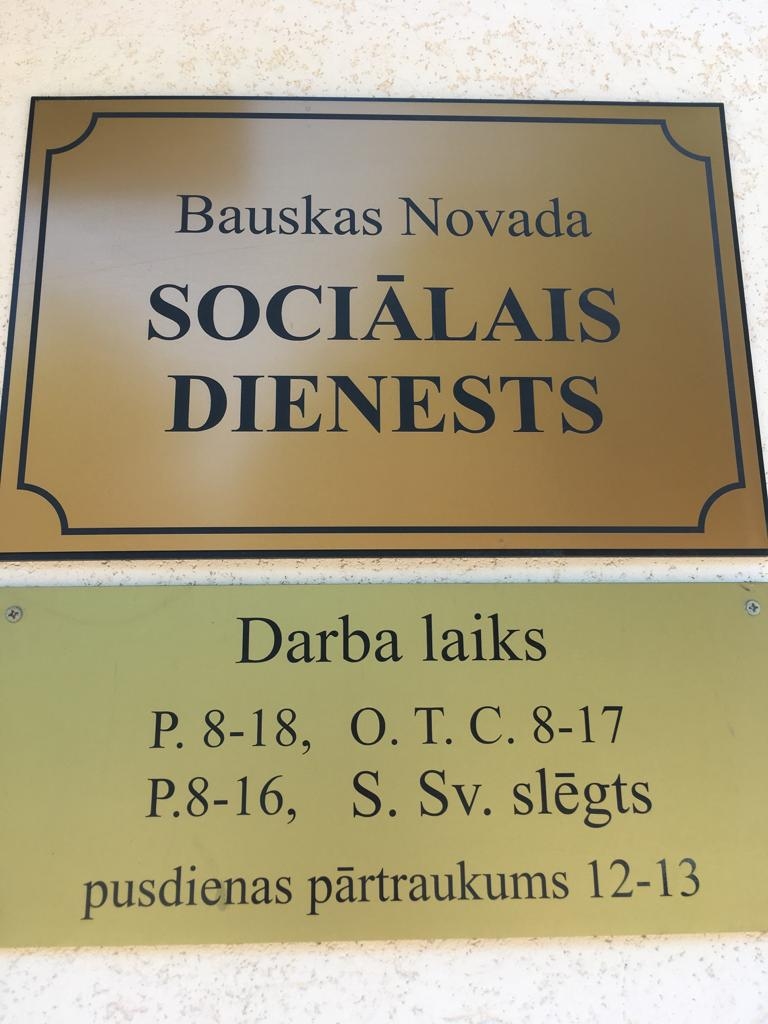 Bauskas Novada
SOCIĀLAIS
DIENESTS
Darba laiks
P. 8-18, O. T. C. 8-17
P.8-16, S. Sv. slēgts
pusdienas pārtraukums 12-13